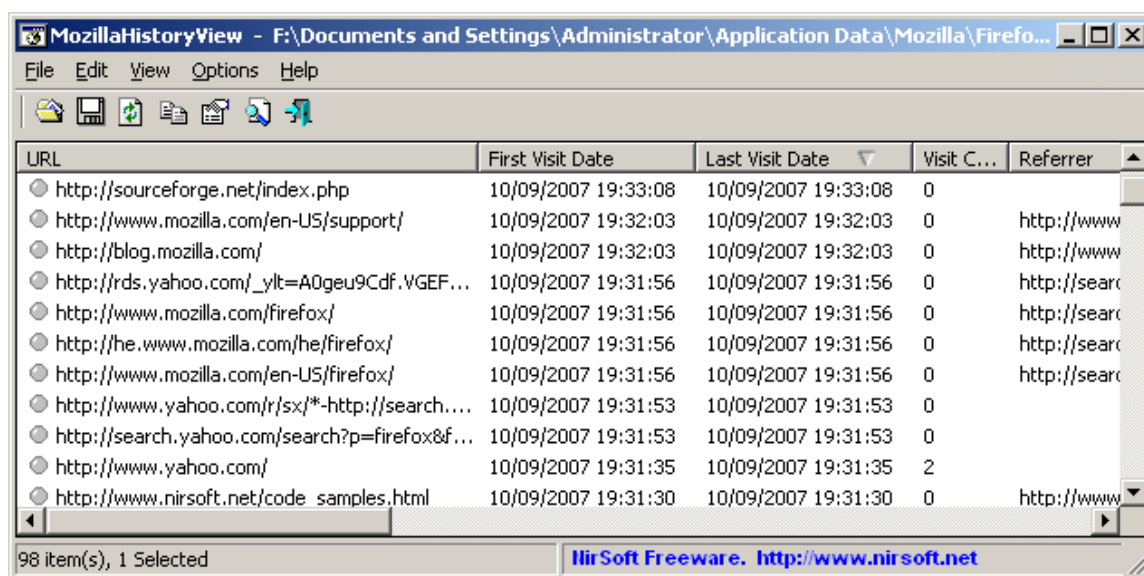 MozillaHistoryView - F:\Documents and Settings\Administrator\Application Data\Mozilla\Firefo...
File Edit View Options Help
URL First Visit Date Last Visit Date Visit C... Referrer
http://sourceforge.net/index.php 10/09/2007 19:33:08 10/09/2007 19:33:08 0
http://www.mozilla.com/en-US/support/ 10/09/2007 19:32:03 10/09/2007 19:32:03 0 http://www
http://blog.mozilla.com/ 10/09/2007 19:32:03 10/09/2007 19:32:03 0 http://www
http://rds.yahoo.com/_ylt=A0geu9Cdf.VGEF... 10/09/2007 19:31:56 10/09/2007 19:31:56 0 http://searc
http://www.mozilla.com/firefox/ 10/09/2007 19:31:56 10/09/2007 19:31:56 0 http://searc
http://he.www.mozilla.com/he/firefox/ 10/09/2007 19:31:56 10/09/2007 19:31:56 0 http://searc
http://www.mozilla.com/en-US/firefox/ 10/09/2007 19:31:56 10/09/2007 19:31:56 0 http://searc
http://www.yahoo.com/r/sx/*-http://search.... 10/09/2007 19:31:53 10/09/2007 19:31:53 0
http://search.yahoo.com/search?p=firefox&f... 10/09/2007 19:31:53 10/09/2007 19:31:53 0
http://www.yahoo.com/ 10/09/2007 19:31:35 10/09/2007 19:31:35 2
http://www.nirsoft.net/code_samples.html 10/09/2007 19:31:30 10/09/2007 19:31:30 0 http://www
98 item(s), 1 Selected NirSoft Freeware. http://www.nirsoft.net